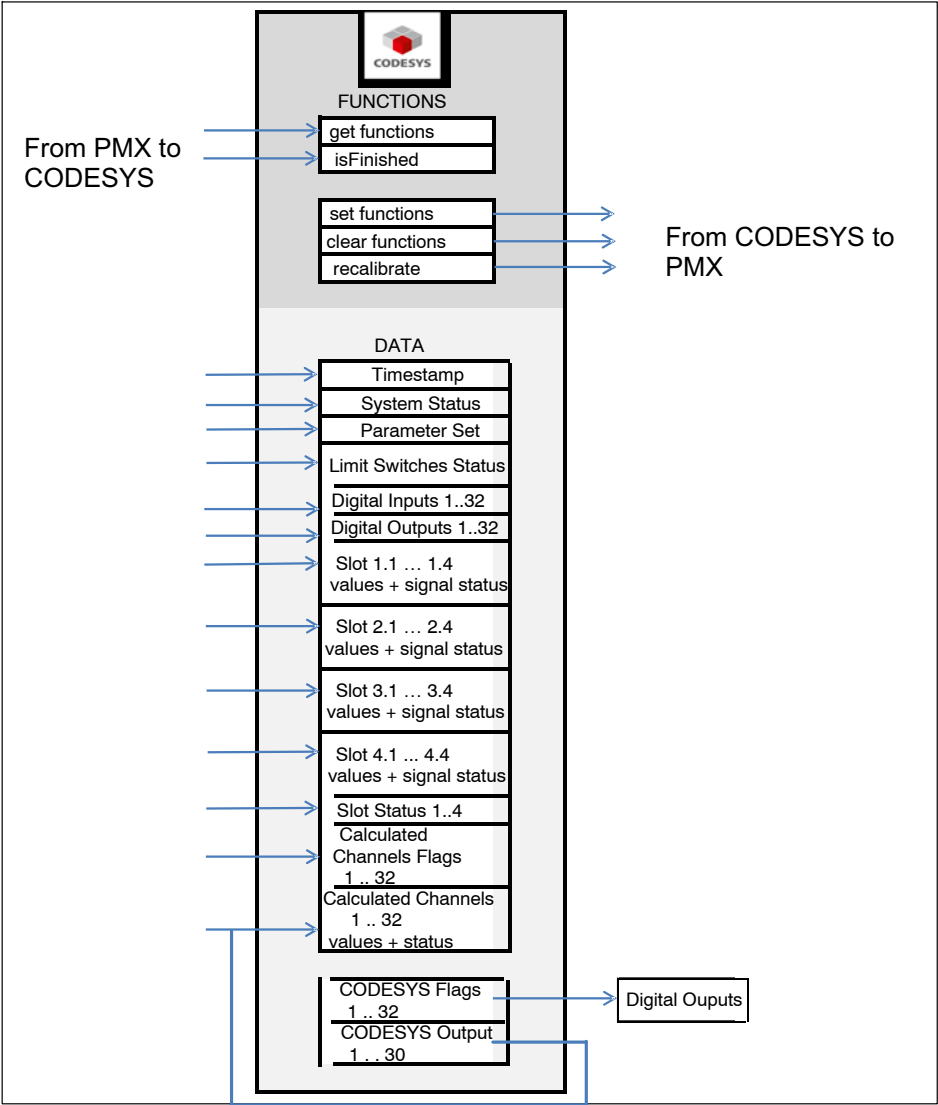 CODESYS
FUNCTIONS
get functions
isFinished
From PMX to
CODESYS
set functions
clear functions
recalibrate
From CODESYS to
PMX
DATA
Timestamp
System Status
Parameter Set
Limit Switches Status
Digital Inputs 1..32
Digital Outputs 1..32
Slot 1.1 … 1.4
values + signal status
Slot 2.1 … 2.4
values + signal status
Slot 3.1 … 3.4
values + signal status
Slot 4.1 ... 4.4
values + signal status
Slot Status 1..4
Calculated
Channels Flags
1 .. 32
Calculated Channels
1 .. 32
values + status
CODESYS Flags
1 .. 32
Digital Ouputs
CODESYS Output
1 . . 30